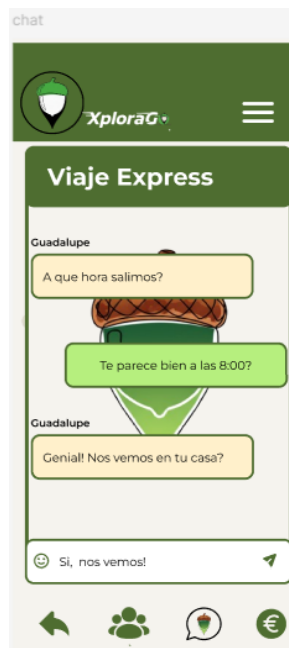 chat
XploraGo
Viaje Express
Guadalupe
A que hora salimos?
Te parece bien a las 8:00?
Guadalupe
Genial! Nos vemos en tu casa?
Si, nos vemos!
€